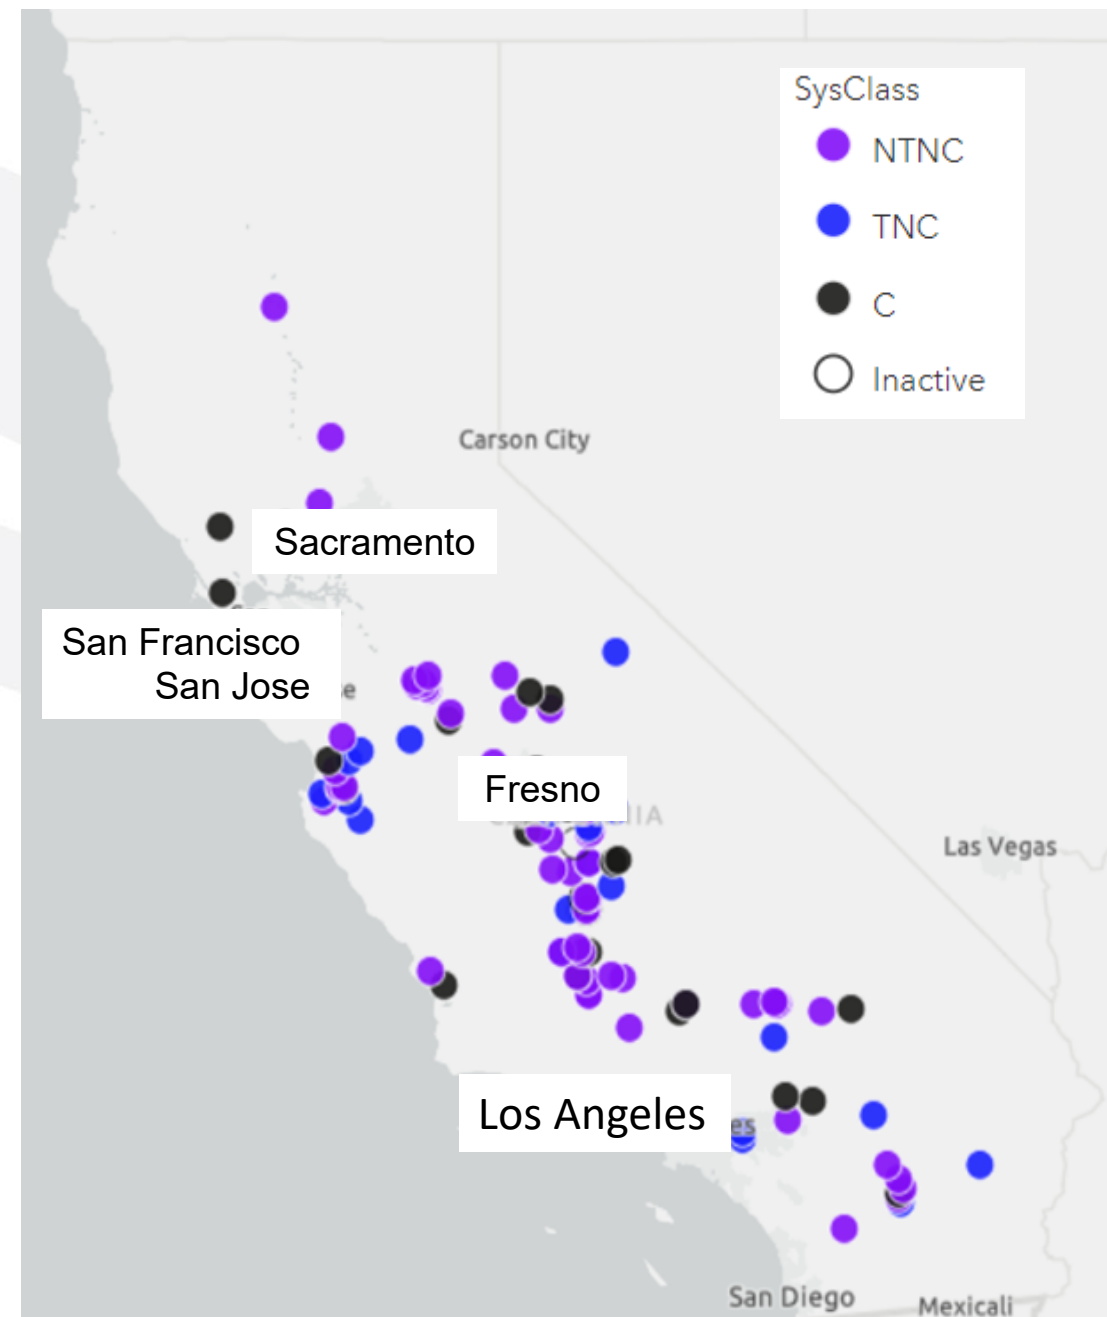 SysClass
NTNC
TNC
C
Inactive
Carson City
Sacramento
San Francisco
San Jose
Fresno
Las Vegas
Los Angeles
San Diego
Mexicali